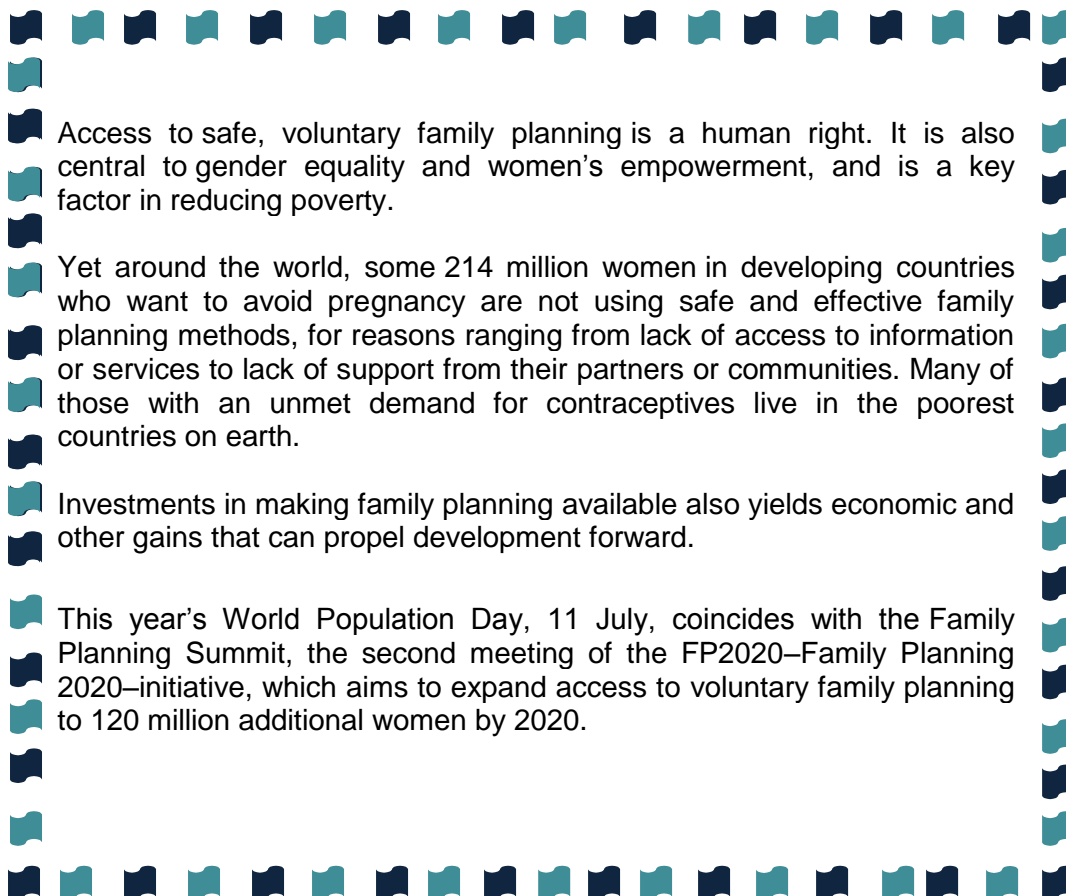 Access to safe, voluntary family planning is a human right. It is also
central to gender equality and women’s empowerment, and is a key
factor in reducing poverty.
Yet around the world, some 214 million women in developing countries
who want to avoid pregnancy are not using safe and effective family
planning methods, for reasons ranging from lack of access to information
or services to lack of support from their partners or communities. Many of
those with an unmet demand for contraceptives live in the poorest
countries on earth.
Investments in making family planning available also yields economic and
other gains that can propel development forward.
This year’s World Population Day, 11 July, coincides with the Family
Planning Summit, the second meeting of the FP2020–Family Planning
2020–initiative, which aims to expand access to voluntary family planning
to 120 million additional women by 2020.